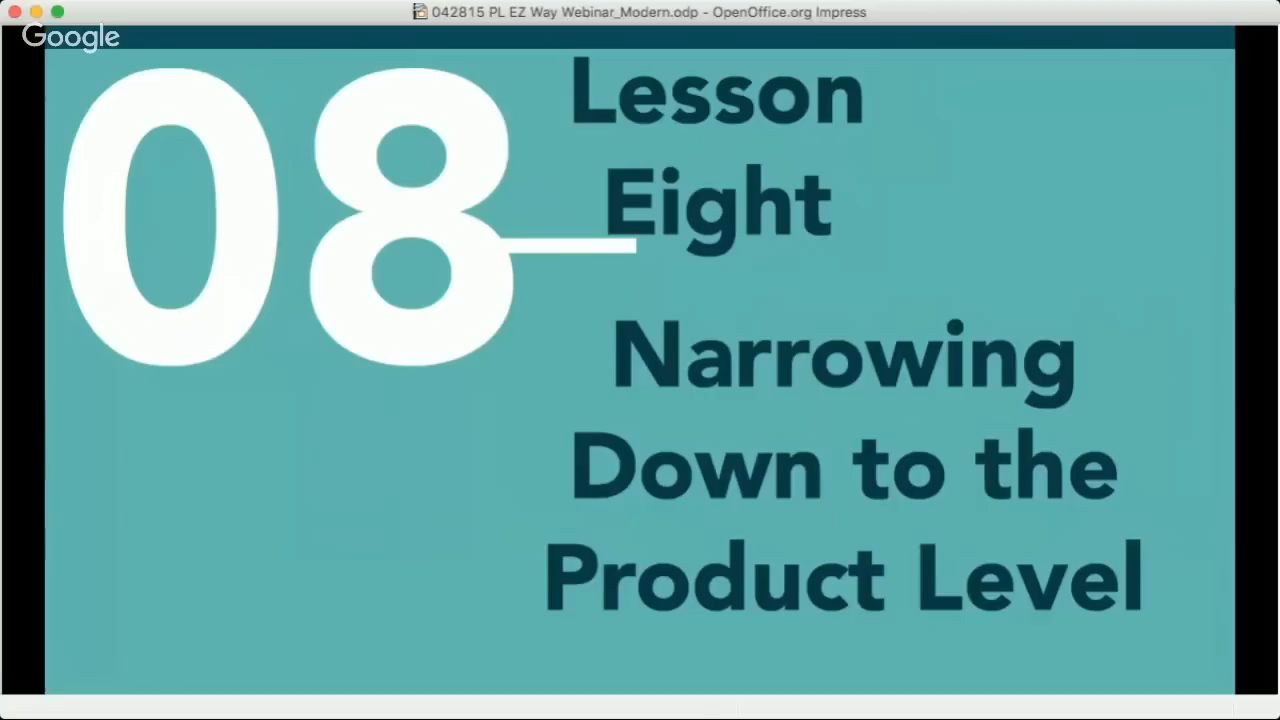 042815 PL EZ Way Webinar_Modern.odp - OpenOffice.org Impress
Google
08
Lesson
Eight
Narrowing
Down to the
Product Level